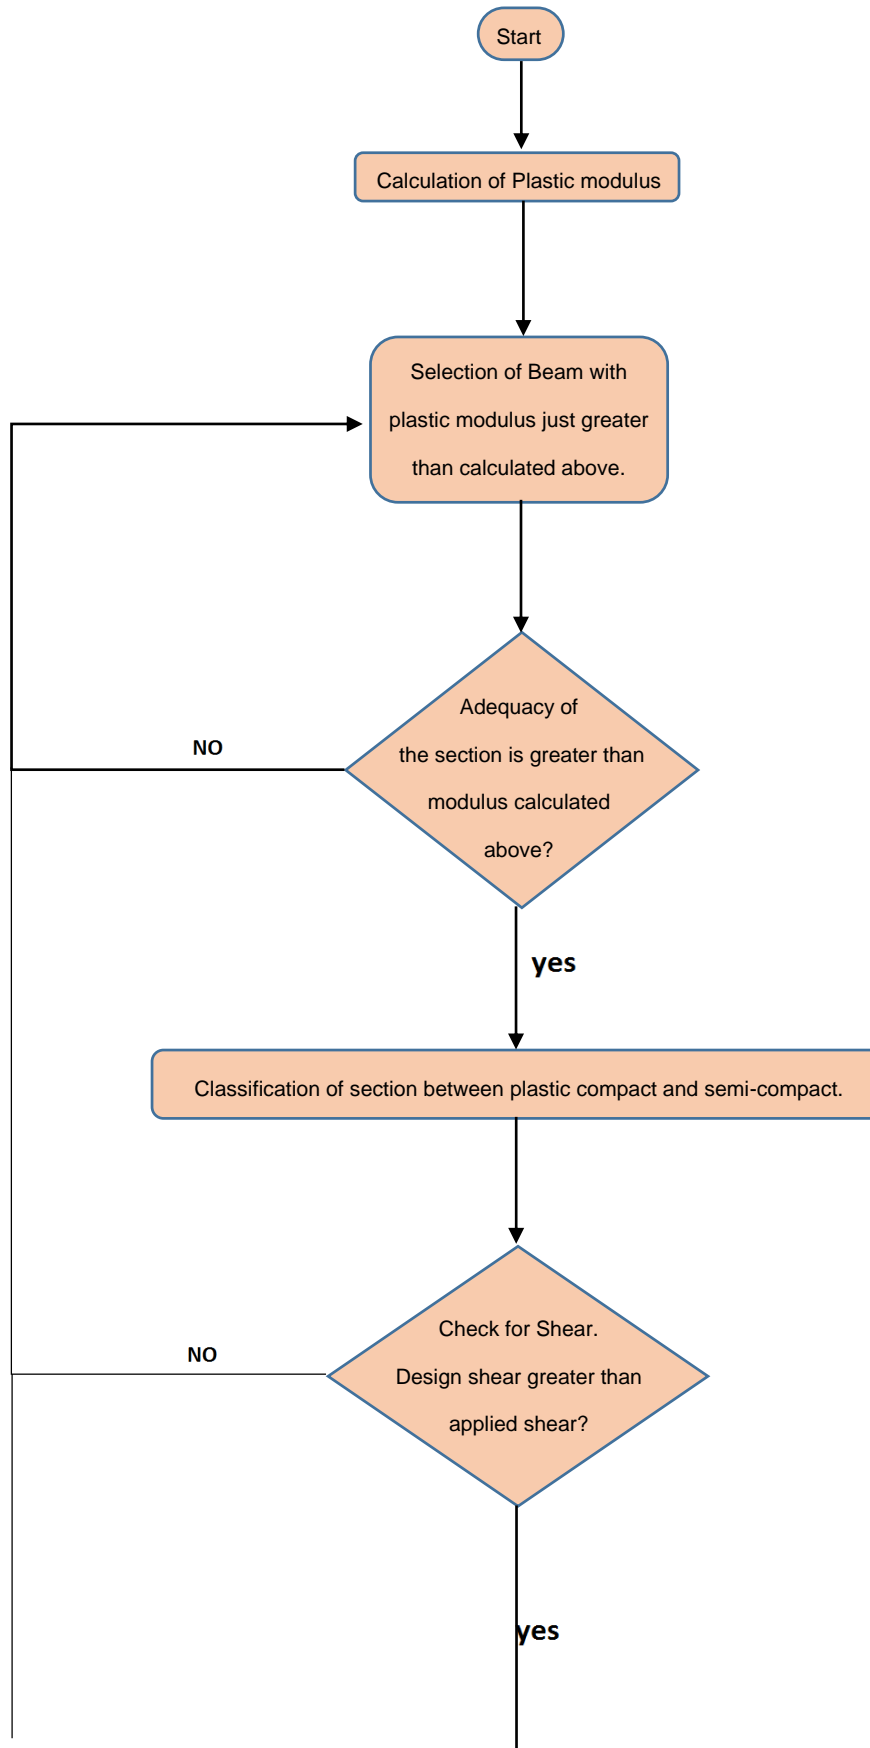 Start
Calculation of Plastic modulus
Selection of Beam with
plastic modulus just greater
than calculated above.
Adequacy of
the section is greater than
modulus calculated
above?
NO
yes
Classification of section between plastic compact and semi-compact.
Check for Shear.
Design shear greater than
applied shear?
NO
yes